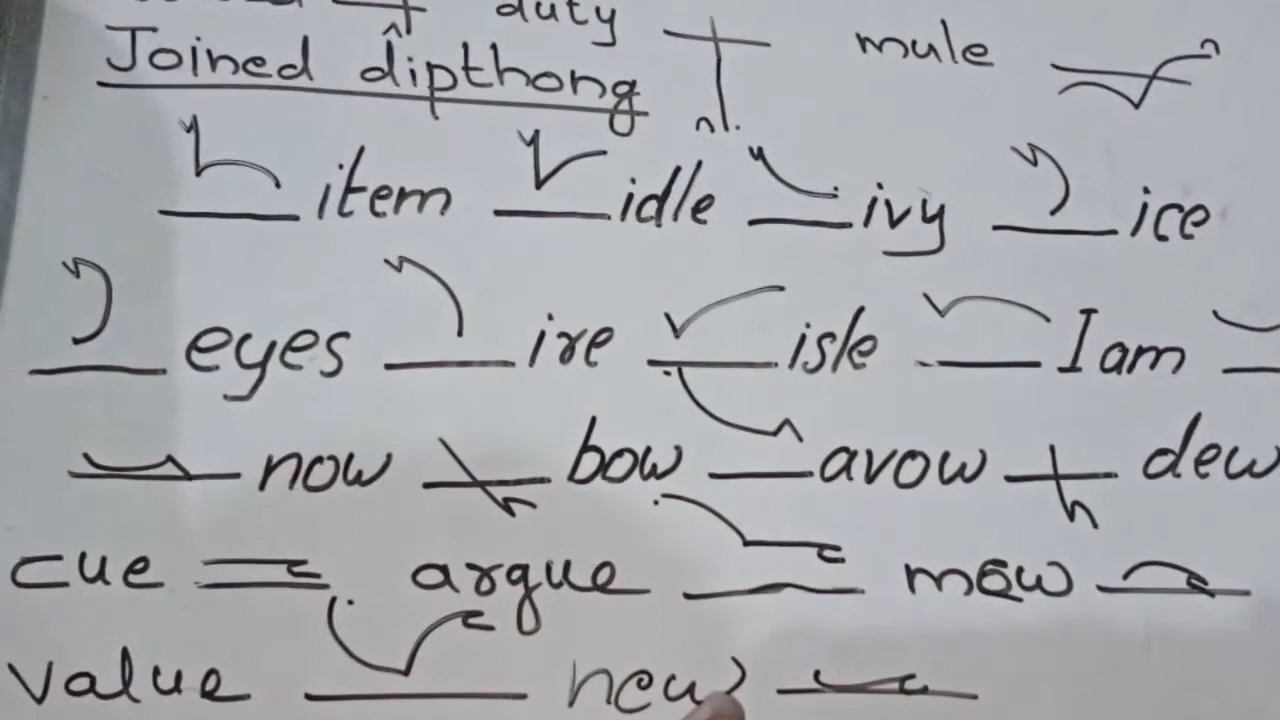 duty
mule
Joined dipthong
item idle ivy ice
eyes ire isle I am
now bow avow dew
cue argue mew
value new